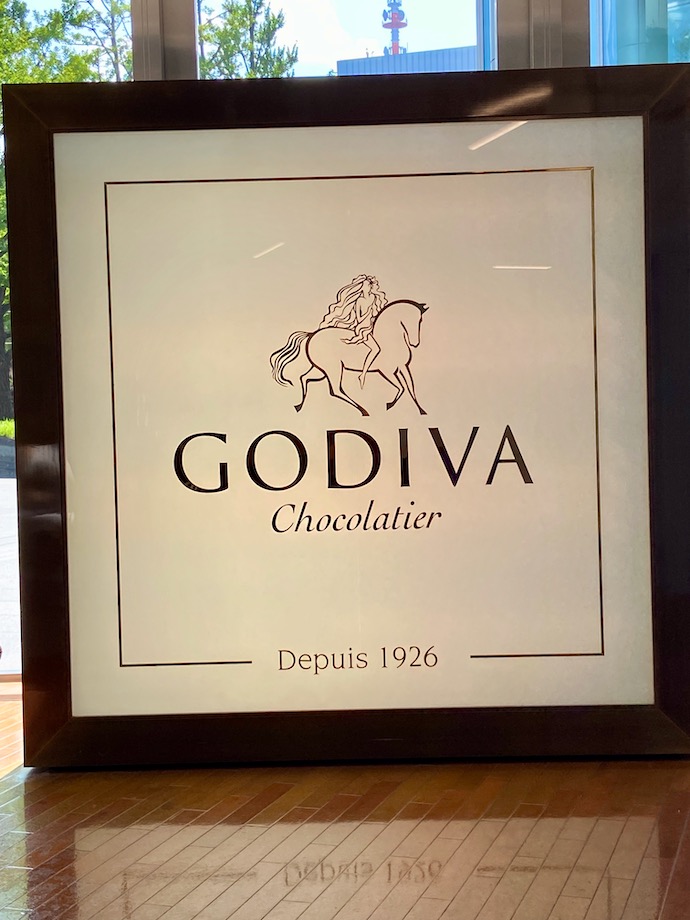 GODIVA
Chocolatier
Depuis 1926